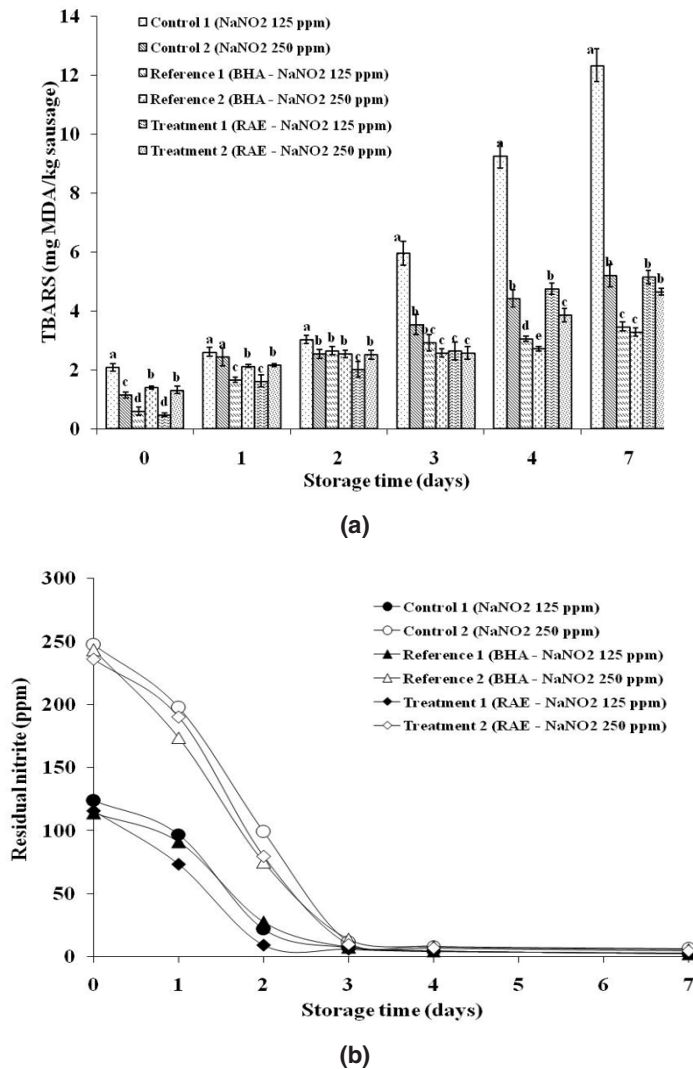 14
12
10
8
6
4
2
0
TBARS (mg MDA/kg sausage)
Control 1 (NaNO2 125 ppm)
Control 2 (NaNO2 250 ppm)
Reference 1 (BHA - NaNO2 125 ppm)
Reference 2 (BHA - NaNO2 250 ppm)
Treatment 1 (RAE - NaNO2 125 ppm)
Treatment 2 (RAE - NaNO2 250 ppm)
a c d b d b
a a c b c b
a b b b c b
a b bc c c c
a b d e b c
a b c c b b
0 1 2 3 4 7
Storage time (days)
(a)
300
250
200
150
100
50
0
Residual nitrite (ppm)
Control 1 (NaNO2 125 ppm)
Control 2 (NaNO2 250 ppm)
Reference 1 (BHA - NaNO2 125 ppm)
Reference 2 (BHA - NaNO2 250 ppm)
Treatment 1 (RAE - NaNO2 125 ppm)
Treatment 2 (RAE - NaNO2 250 ppm)
0 1 2 3 4 5 6 7
Storage time (days)
(b)